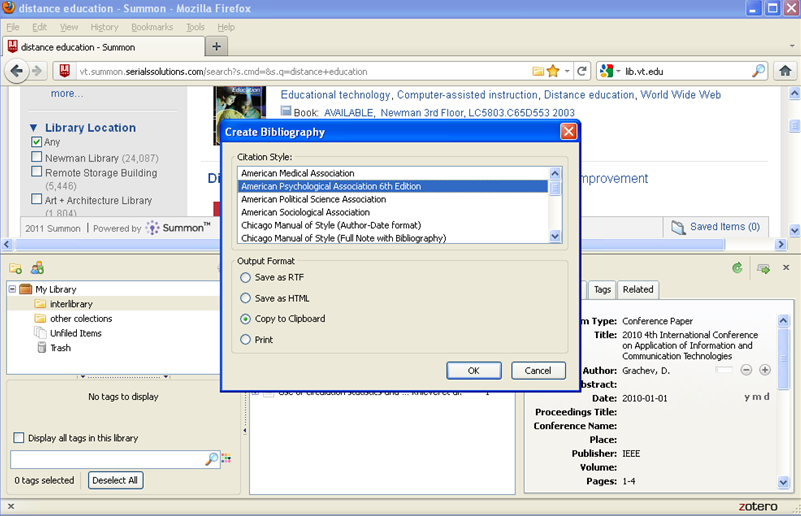 distance education - Summon - Mozilla Firefox
File Edit View History Bookmarks Tools Help
distance education - Summon
vt.summon.serialssolutions.com/search?s.cmd=&s.q=distance+education
lib.vt.edu
more...
Library Location
Any
Newman Library (24,087)
Remote Storage Building
(5,446)
Art + Architecture Library
(1,804)
Education
Educational technology, Computer-assisted instruction, Distance education, World Wide Web
Book: AVAILABLE, Newman 3rd Floor, LC5803.C65D553 2003
mprovement
2011 Summon | Powered by Summon™
Saved Items (0)
Create Bibliography
Citation Style:
American Medical Association
American Psychological Association 6th Edition
American Political Science Association
American Sociological Association
Chicago Manual of Style (Author-Date format)
Chicago Manual of Style (Full Note with Bibliography)
Output Format
Save as RTF
Save as HTML
Copy to Clipboard
Print
OK Cancel
My Library
interlibrary
other colections
Unfiled Items
Trash
No tags to display
Display all tags in this library
0 tags selected Deselect All
Tags Related
m Type: Conference Paper
Title: 2010 4th International Conference
on Application of Information and
Communication Technologies
Author: Grachev, D.
bstract:
Date: 2010-01-01 y m d
Proceedings Title:
Conference Name:
Place:
Publisher: IEEE
Volume:
Pages: 1-4
zotero